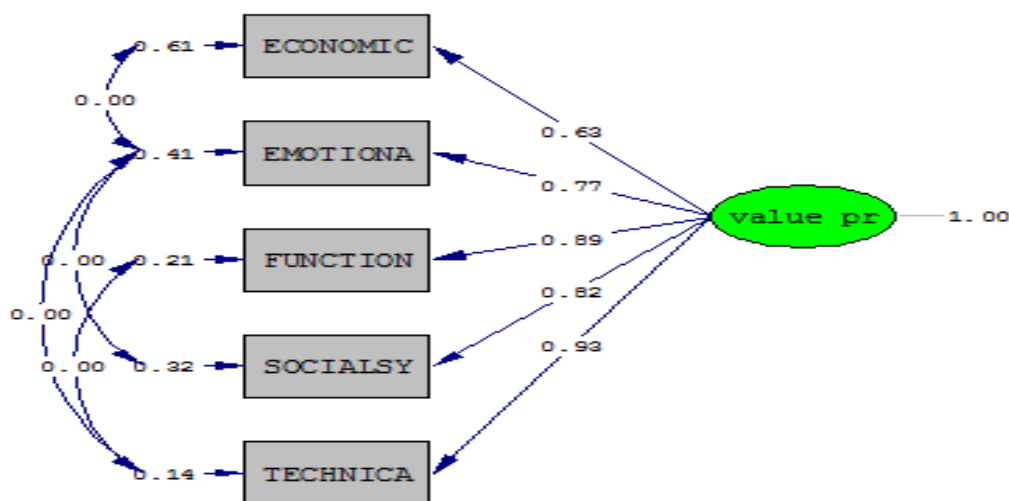 0.61
ECONOMIC
0.00
0.63
0.41
EMOTIONA
0.77
value pr
1.00
0.89
0.00
0.21
FUNCTION
0.82
0.00
0.93
0.00
0.32
SOCIALSY
0.14
TECHNICA